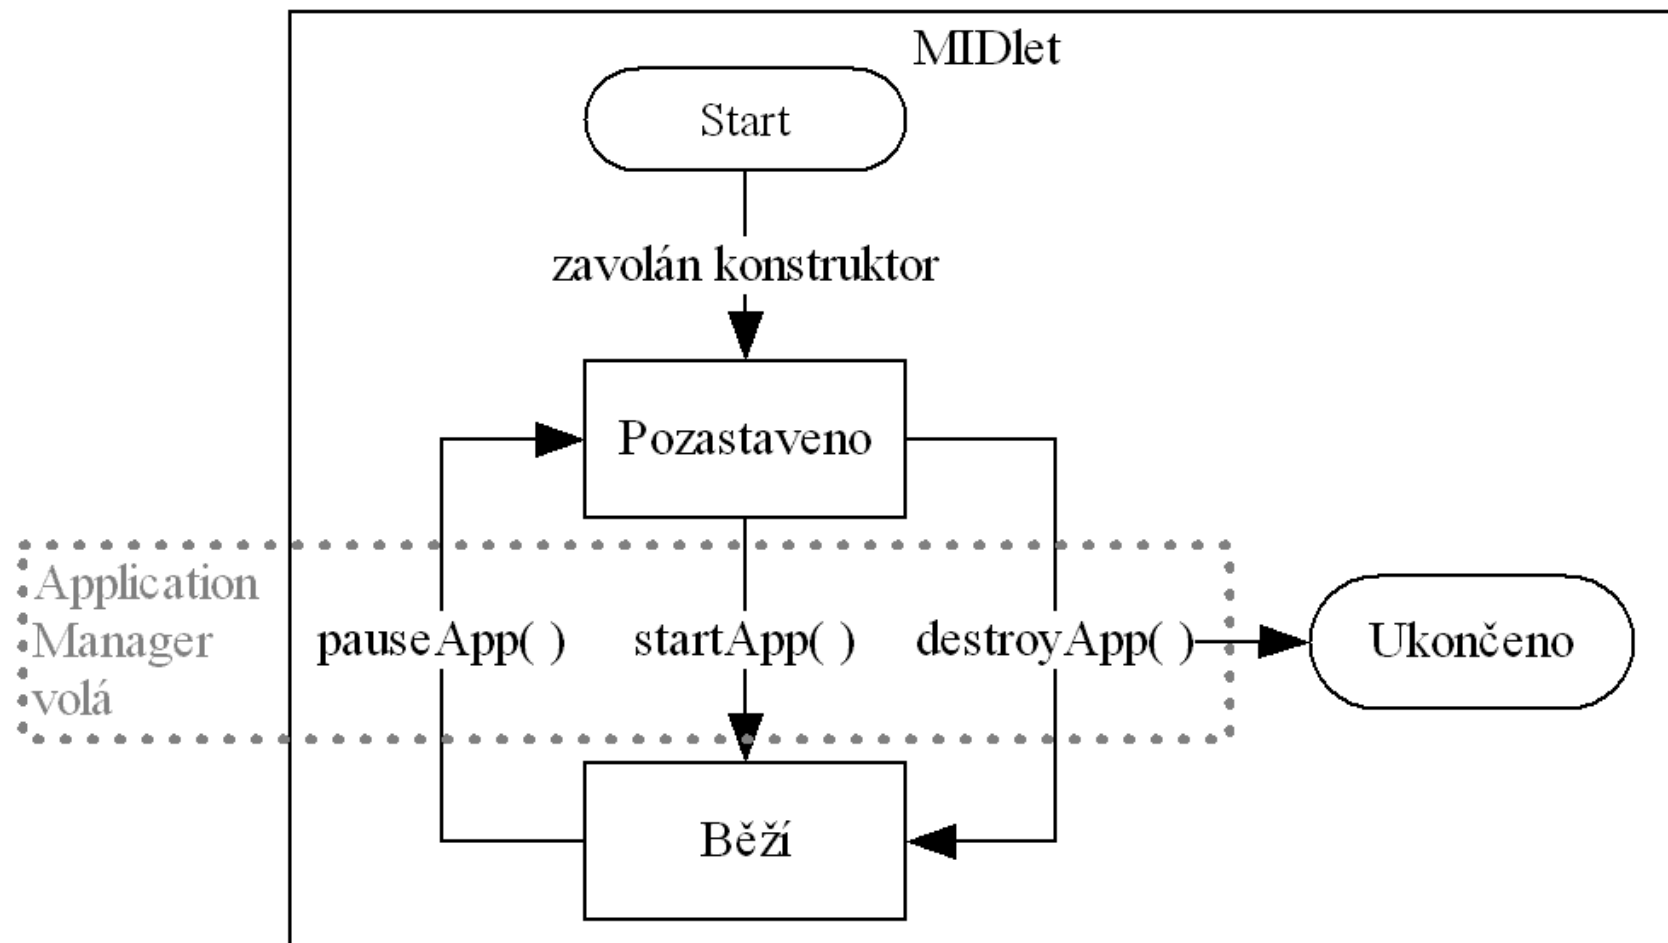 MIDlet
Start
zavolán konstruktor
Pozastaveno
Application
Manager
volá
pauseApp( )
startApp( )
destroyApp( )
Ukončeno
Běží